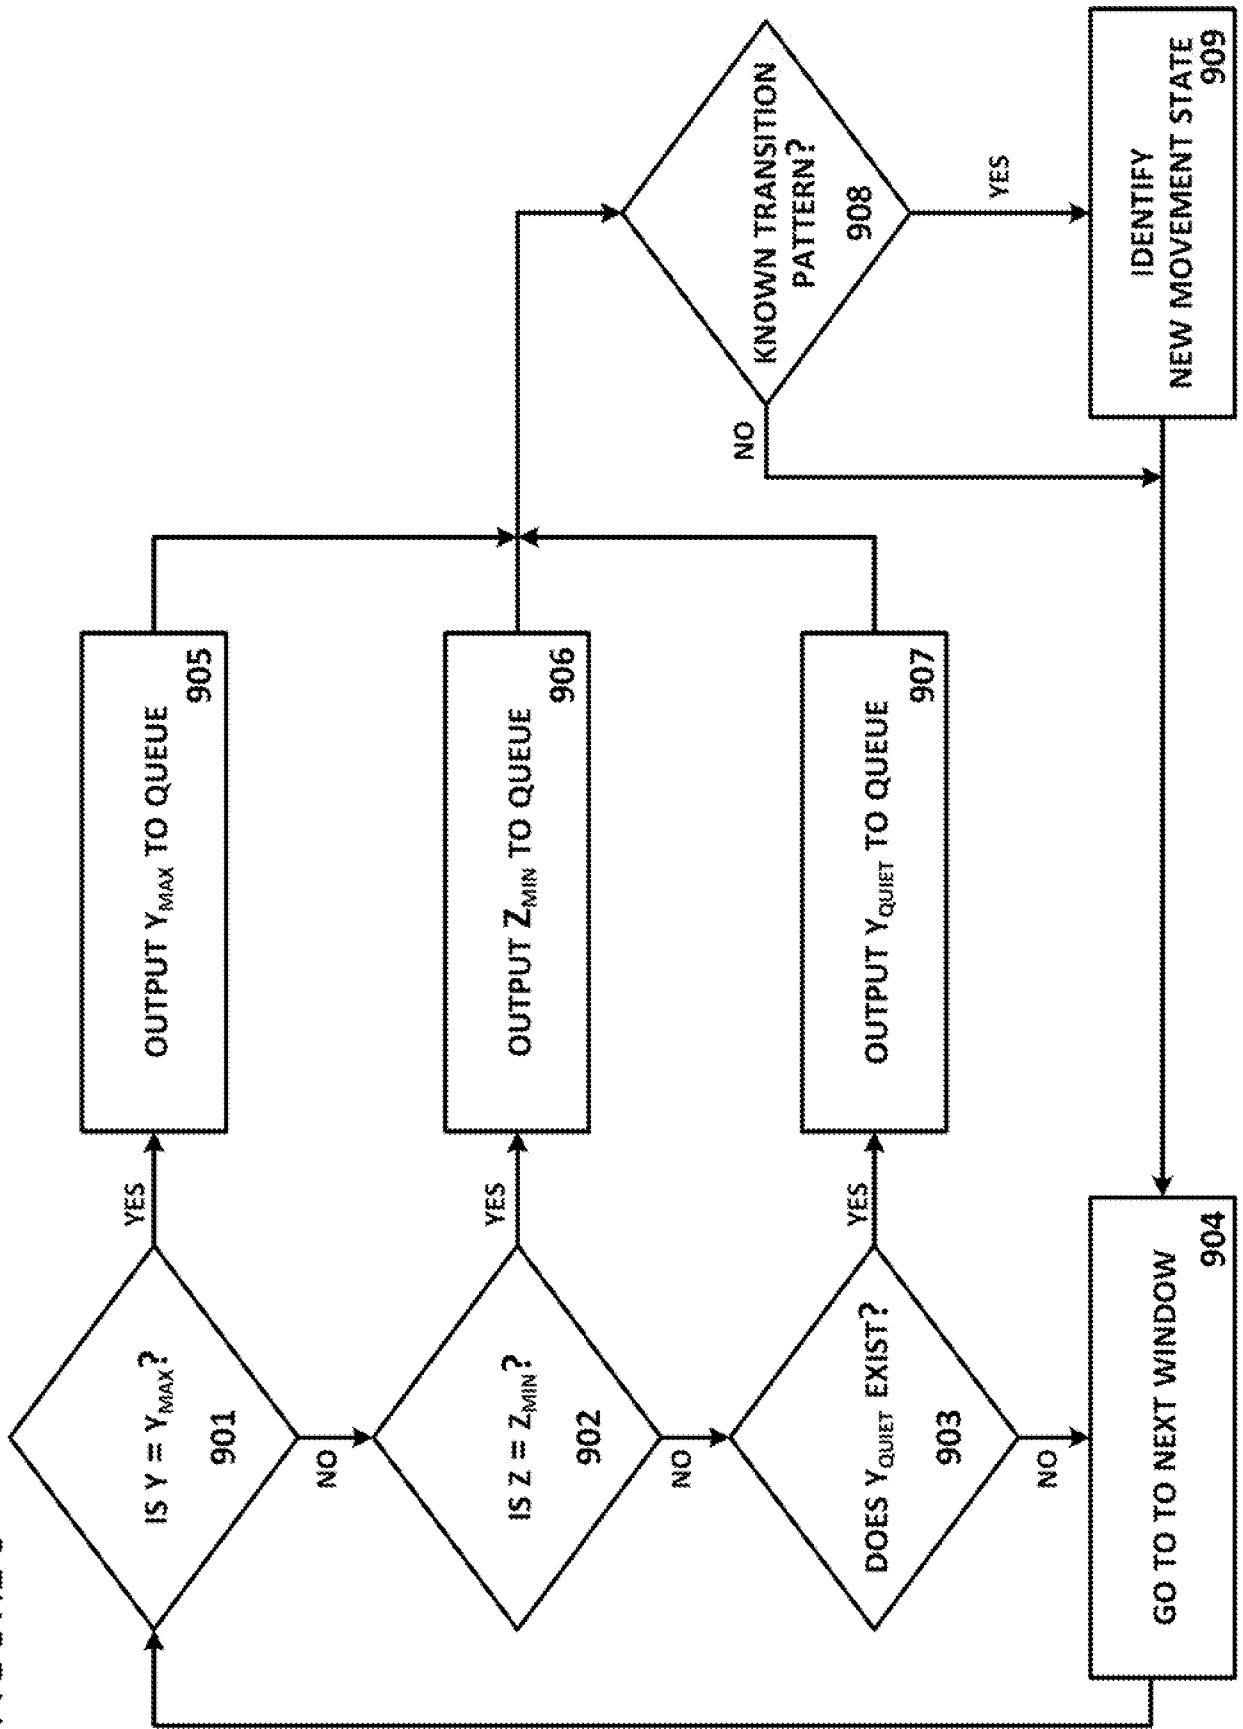 IS Y = YMAX?
901
YES
OUTPUT YMAX TO QUEUE
905
NO
IS Z = ZMIN?
902
YES
OUTPUT ZMIN TO QUEUE
906
NO
DOES YQUIET EXIST?
903
YES
OUTPUT YQUIET TO QUEUE
907
NO
GO TO NEXT WINDOW
904
KNOWN TRANSITION
PATTERN?
908
NO
YES
IDENTIFY
NEW MOVEMENT STATE
909